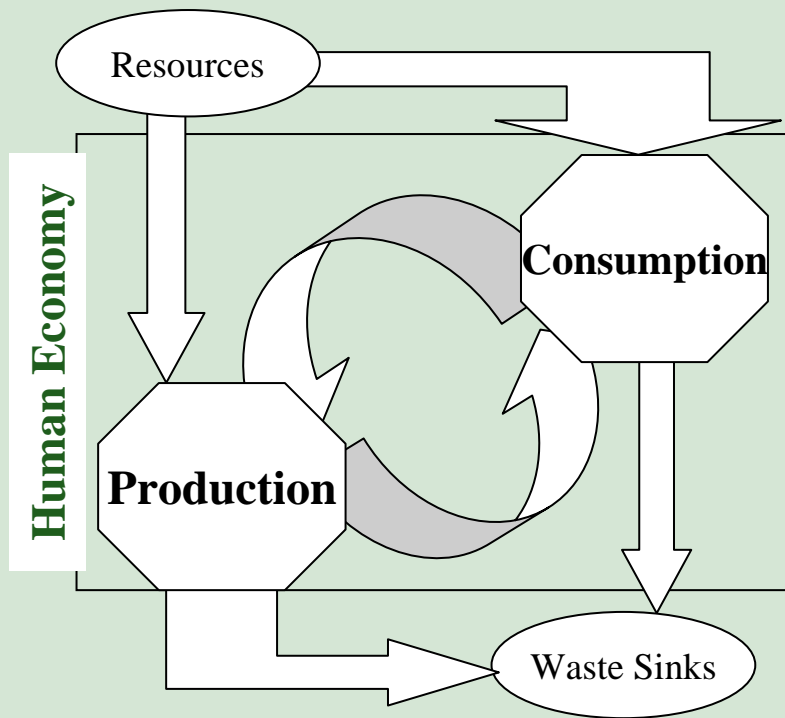 Resources
Human Economy
Consumption
Production
Waste Sinks